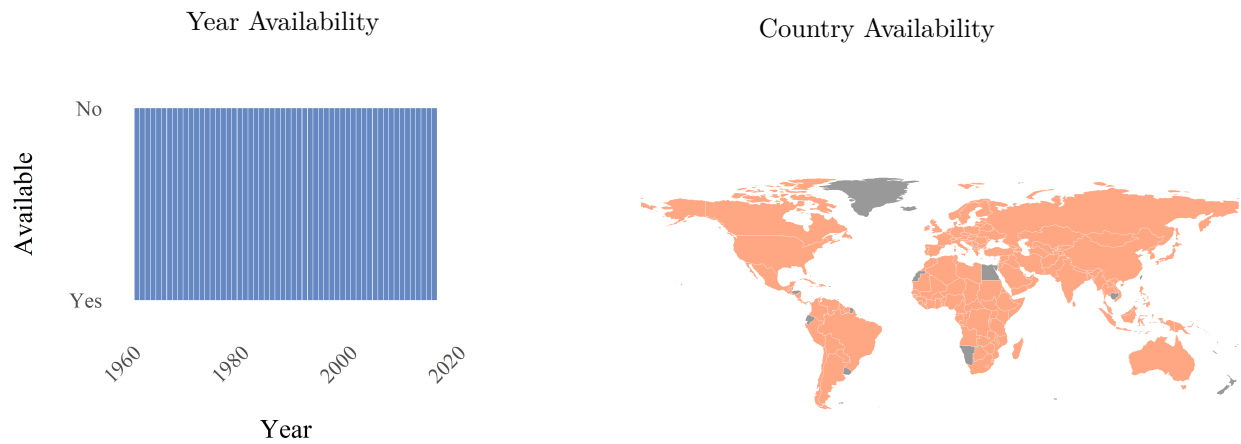 Year Availability
Country Availability
No
Available
Yes
1960
1980
2000
2020
Year